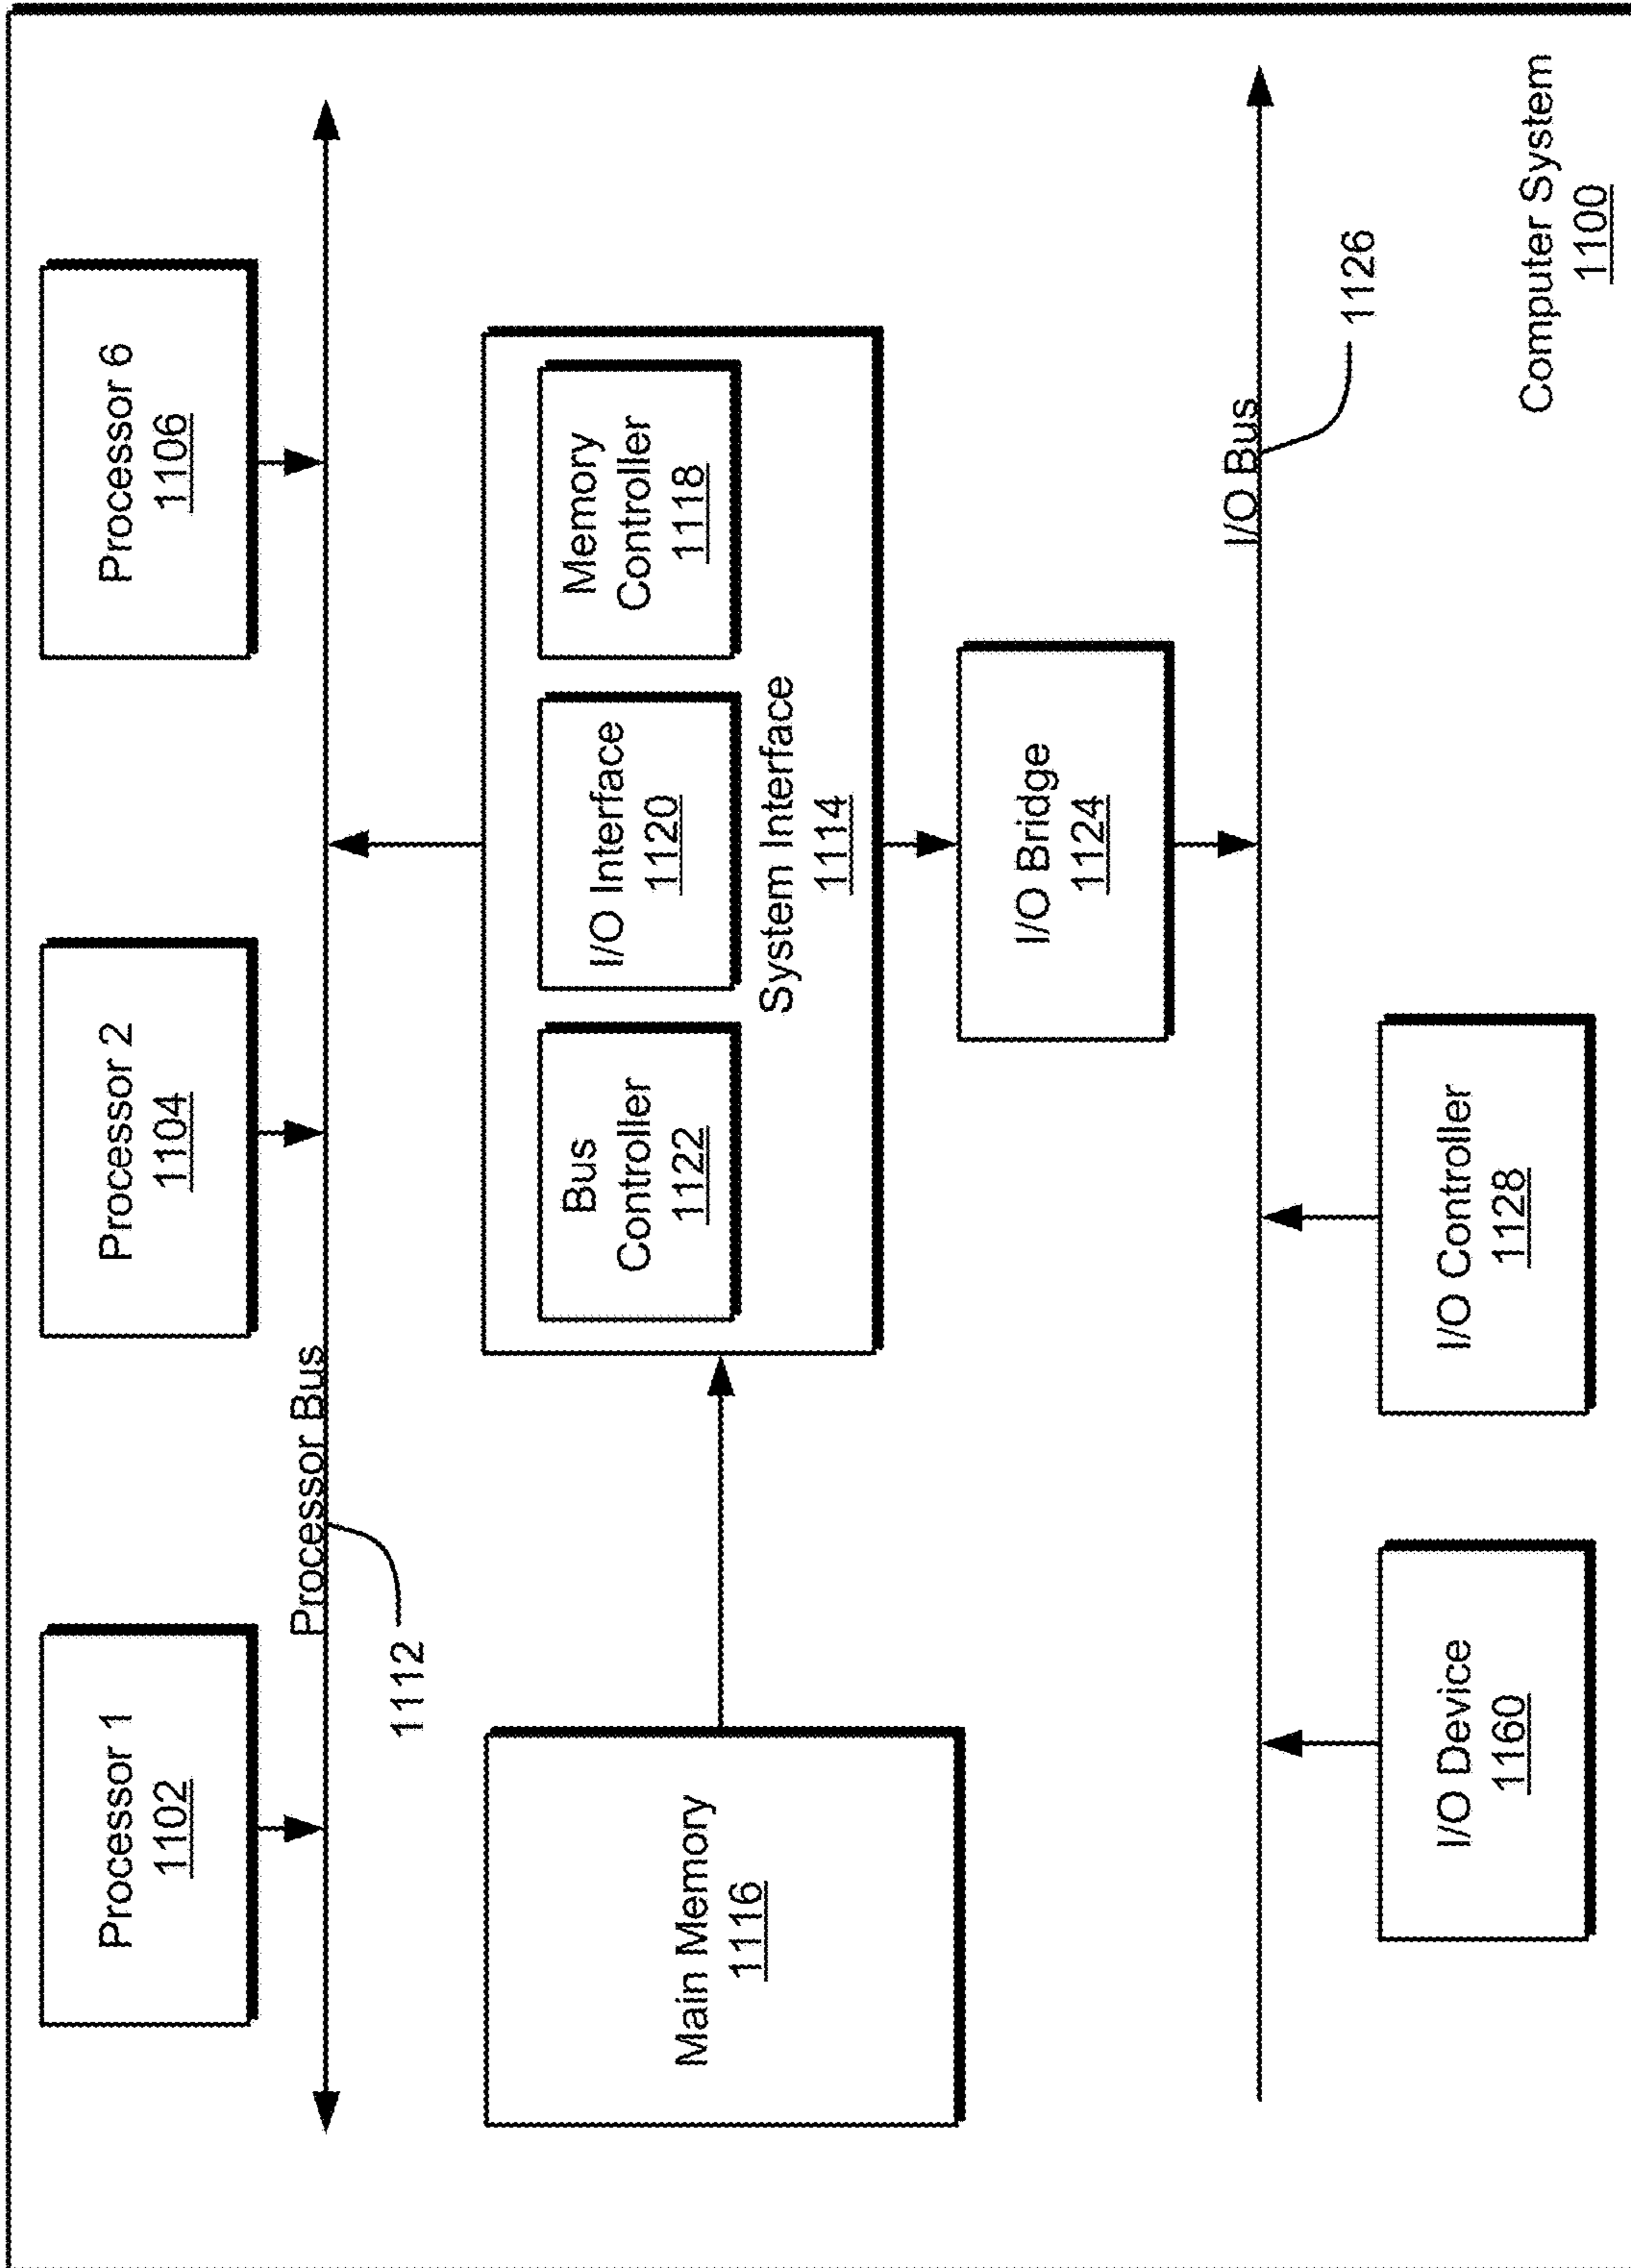 Processor 1
1102
Processor 2
1104
Processor 6
1106
Processor Bus
1112
Main Memory
1116
Bus
Controller
1122
I/O Interface
1120
Memory
Controller
1118
System Interface
1114
I/O Bridge
1124
I/O Bus
1126
I/O Device
1160
I/O Controller
1128
Computer System
1100